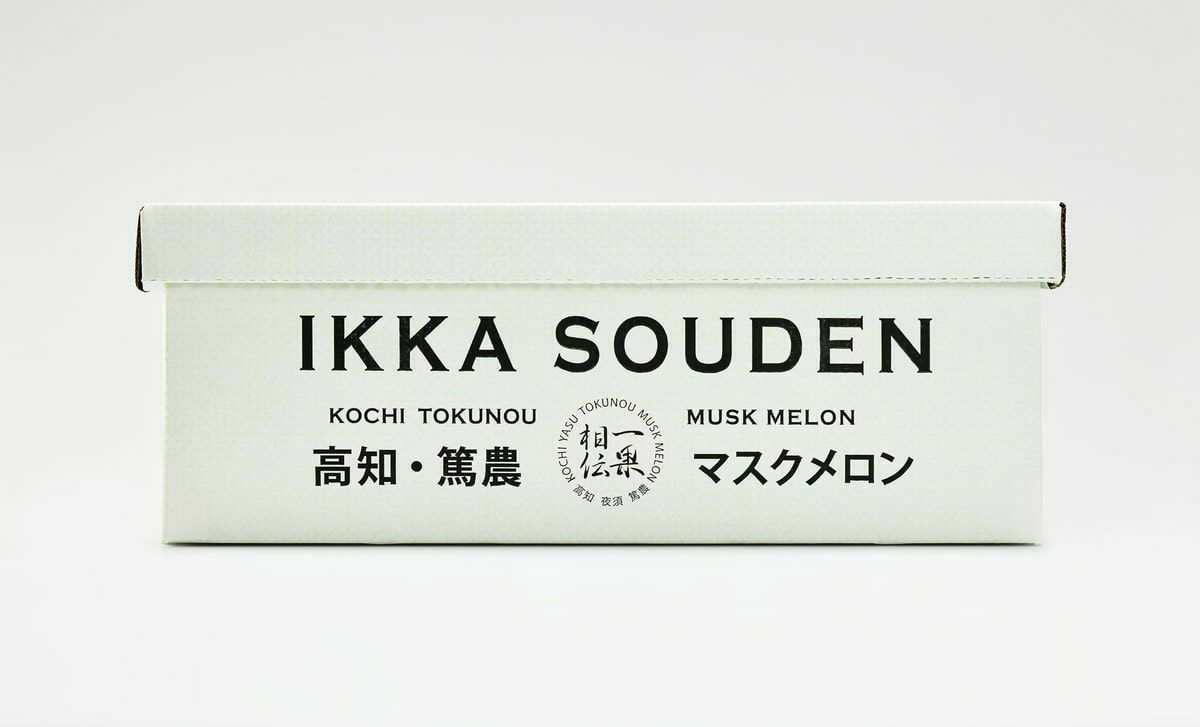 IKKA SOUDEN
KOCHI TOKUNOU
高知・篤農
KOCHI YASU TOKUNOU MUSK MELON
一果
相伝
高知 夜須 篤農
MUSK MELON
マスクメロン